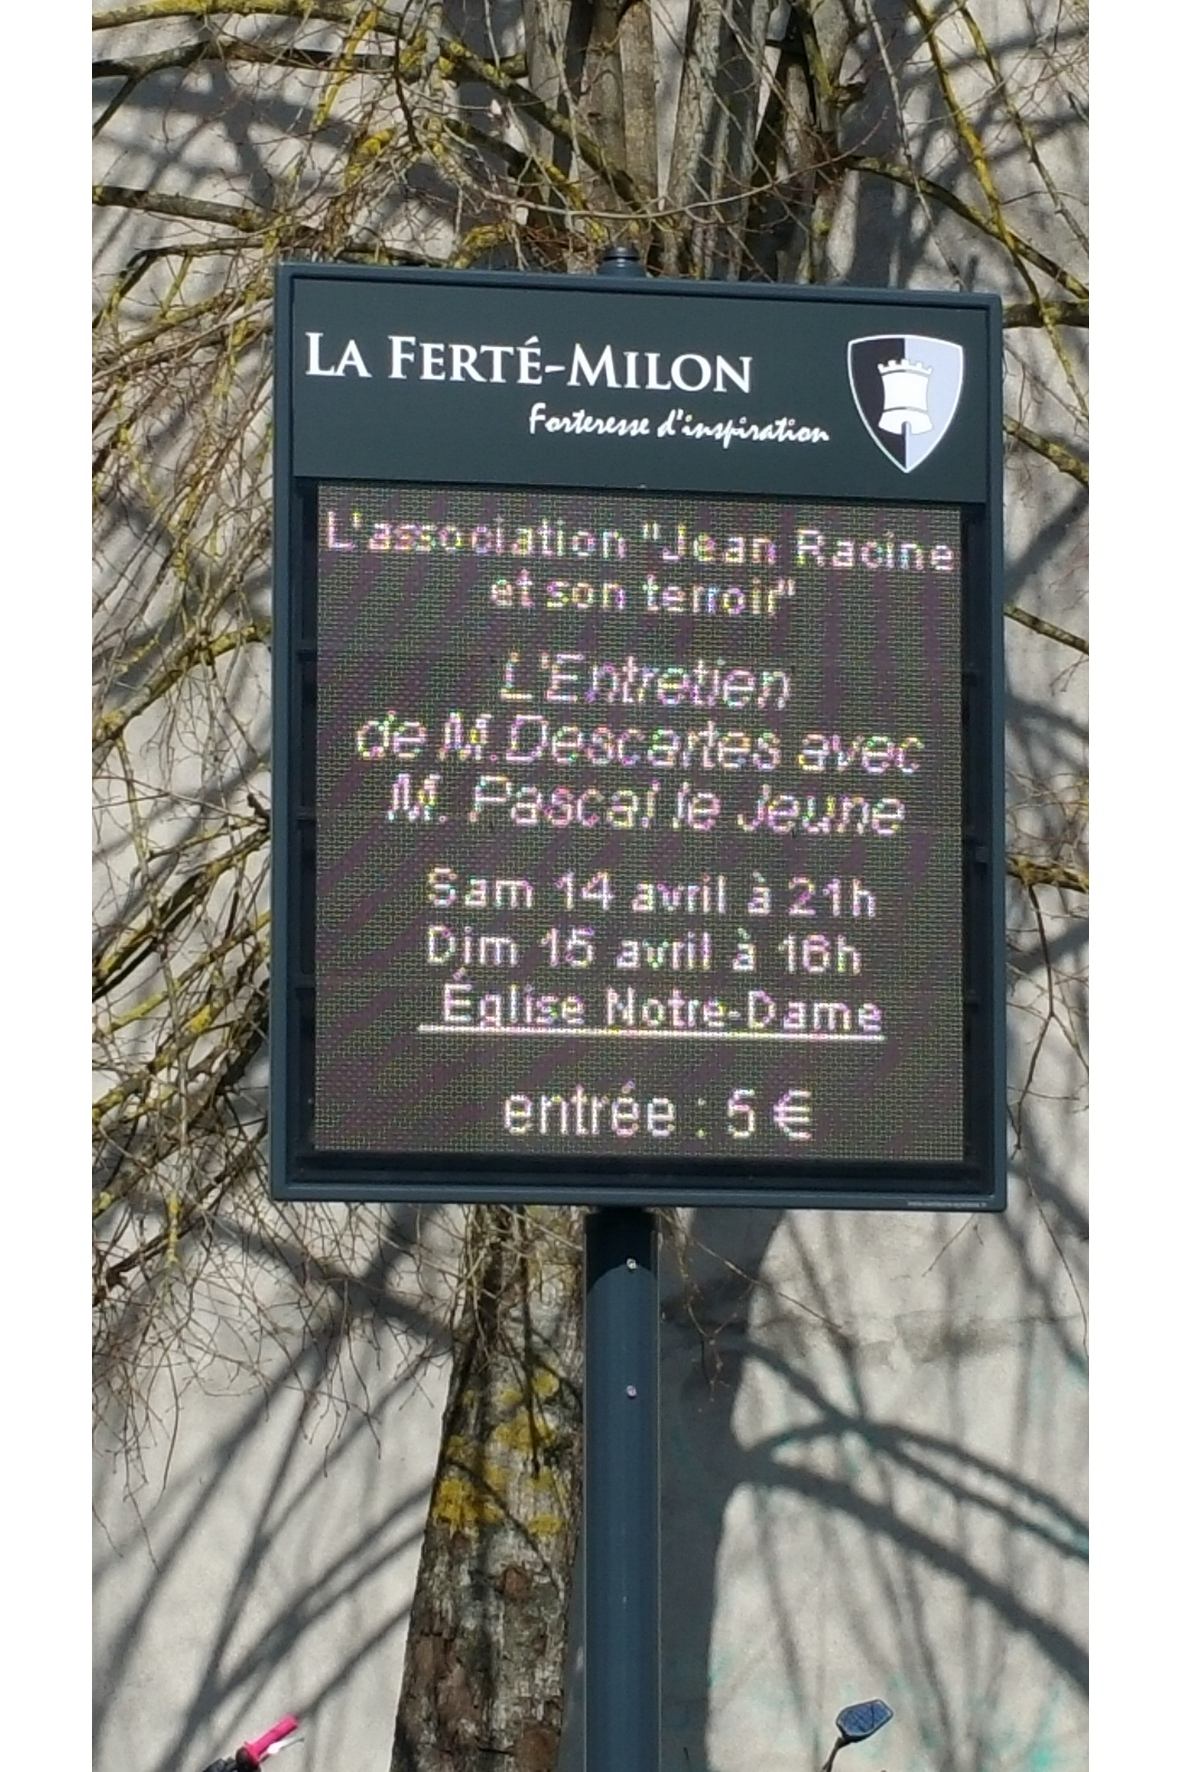 LA FERTÉ-MILON
Forteresse d'inspiration
L'association "Jean Racine
et son terroir"
L'Entretien
de M.Descartes avec
M. Pascal le Jeune
Sam 14 avril à 21h
Dim 15 avril à 16h
Église Notre-Dame
entrée : 5 €